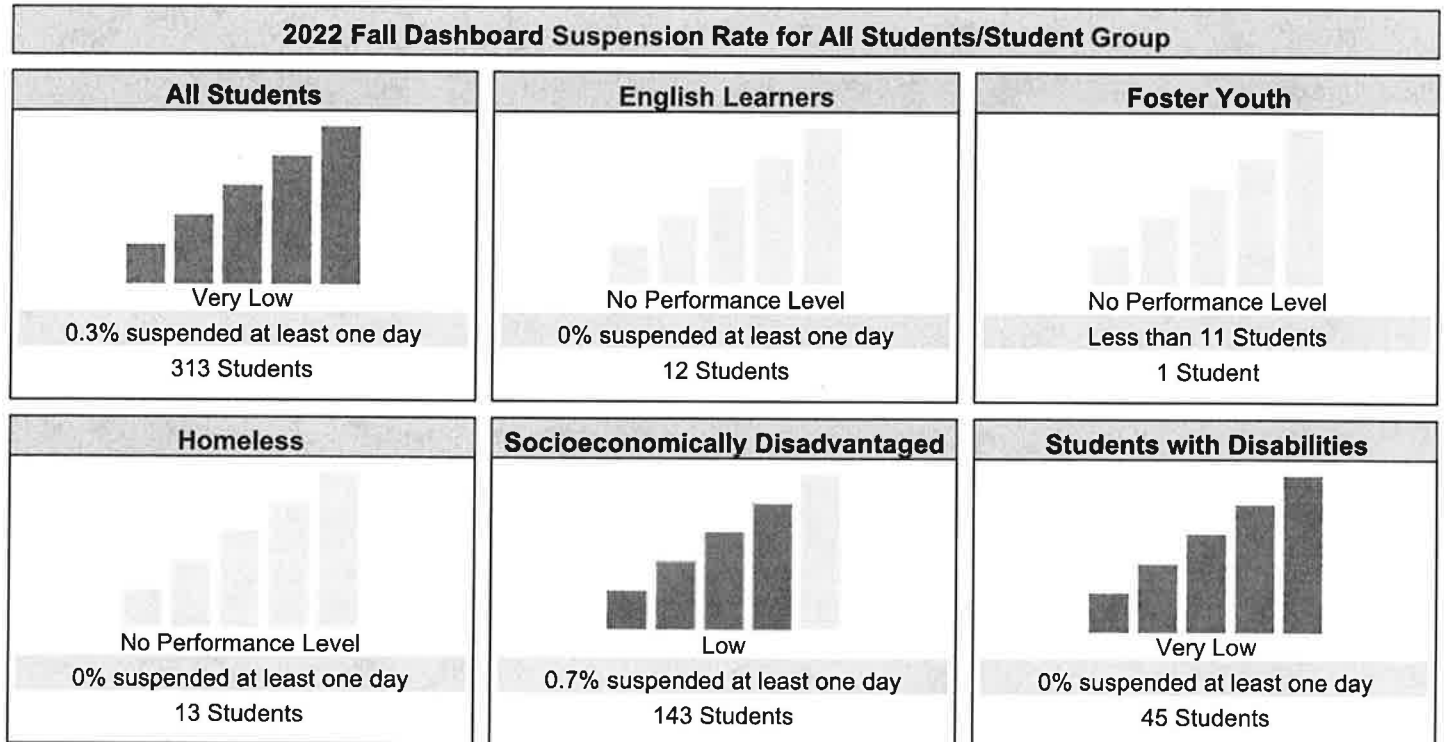 2022 Fall Dashboard Suspension Rate for All Students/Student Group
All Students
Very Low
0.3% suspended at least one day
313 Students
English Learners
No Performance Level
0% suspended at least one day
12 Students
Foster Youth
No Performance Level
Less than 11 Students
1 Student
Homeless
No Performance Level
0% suspended at least one day
13 Students
Socioeconomically Disadvantaged
Low
0.7% suspended at least one day
143 Students
Students with Disabilities
Very Low
0% suspended at least one day
45 Students